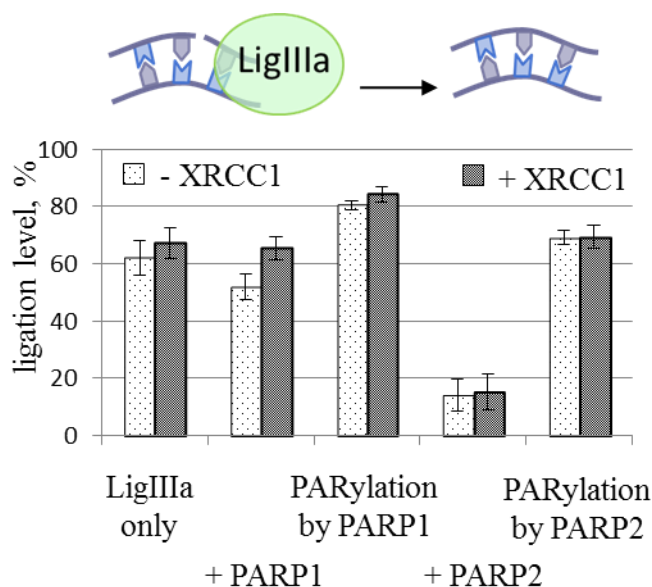 LigIIIa
ligation level, %
100
80
60
40
20
0
- XRCC1
+ XRCC1
LigIIIa only
+ PARP1
PARylation by PARP1
+ PARP2
PARylation by PARP2